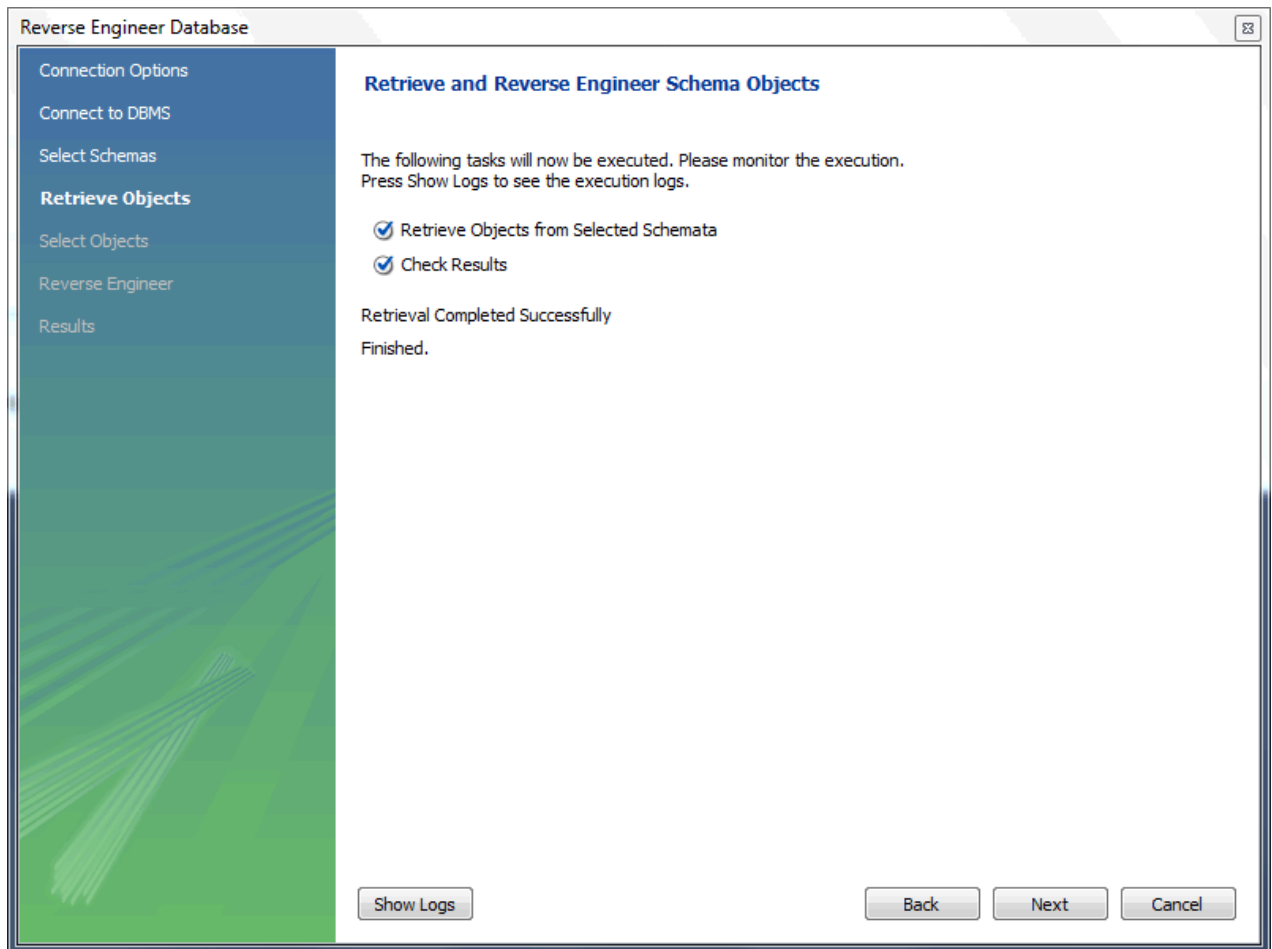 Reverse Engineer Database
Connection Options
Connect to DBMS
Select Schemas
Retrieve Objects
Select Objects
Reverse Engineer
Results
Retrieve and Reverse Engineer Schema Objects
The following tasks will now be executed. Please monitor the execution.
Press Show Logs to see the execution logs.
Retrieve Objects from Selected Schemata
Check Results
Retrieval Completed Successfully
Finished.
Show Logs
Back
Next
Cancel